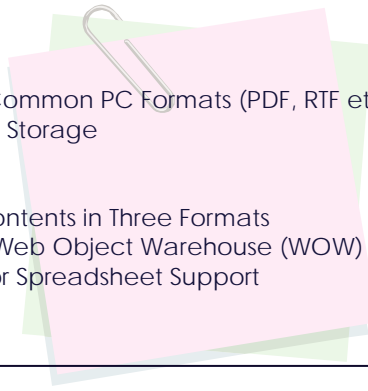 Common PC Formats (PDF, RTF et
Storage
ontents in Three Formats
Web Object Warehouse (WOW)
or Spreadsheet Support